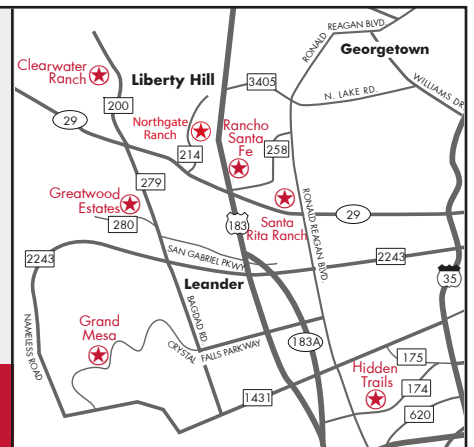 REAGAN BLVD.
RONALD
Georgetown
Clearwater
Ranch
Liberty Hill
3405
N. LAKE RD.
WILLIAMS DR.
200
29
Northgate
Ranch
Rancho
Santa
Fe
214
258
279
Greatwood
Estates
280
183
Santa
Rita Ranch
RONALD REAGAN BLVD.
29
2243
SAN GABRIEL PKWY
2243
Leander
35
NAMELESS ROAD
BAGDAD RD.
Grand
Mesa
CRYSTAL FALLS PARKWAY
183A
Hidden
Trails
175
174
1431
620